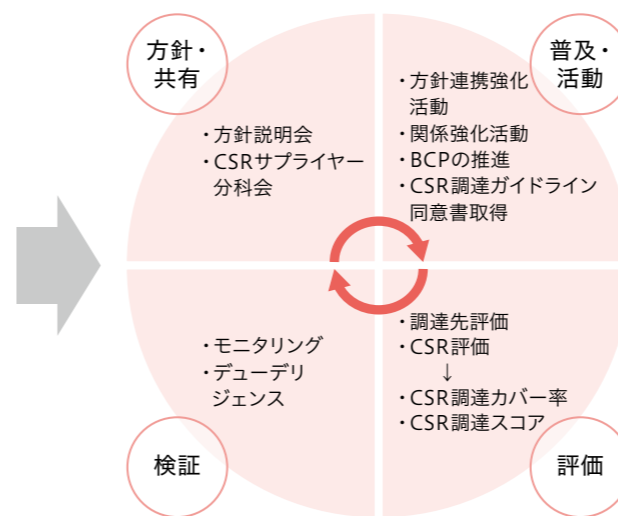 方針・
共有
・方針説明会
・CSRサプライヤー
分科会
普及・
活動
・方針連携強化
活動
・関係強化活動
・BCPの推進
・CSR調達ガイドライン
同意書取得
・モニタリング
・デューデリ
ジェンス
検証
・調達先評価
・CSR評価
↓
・CSR調達カバー率
・CSR調達スコア
評価